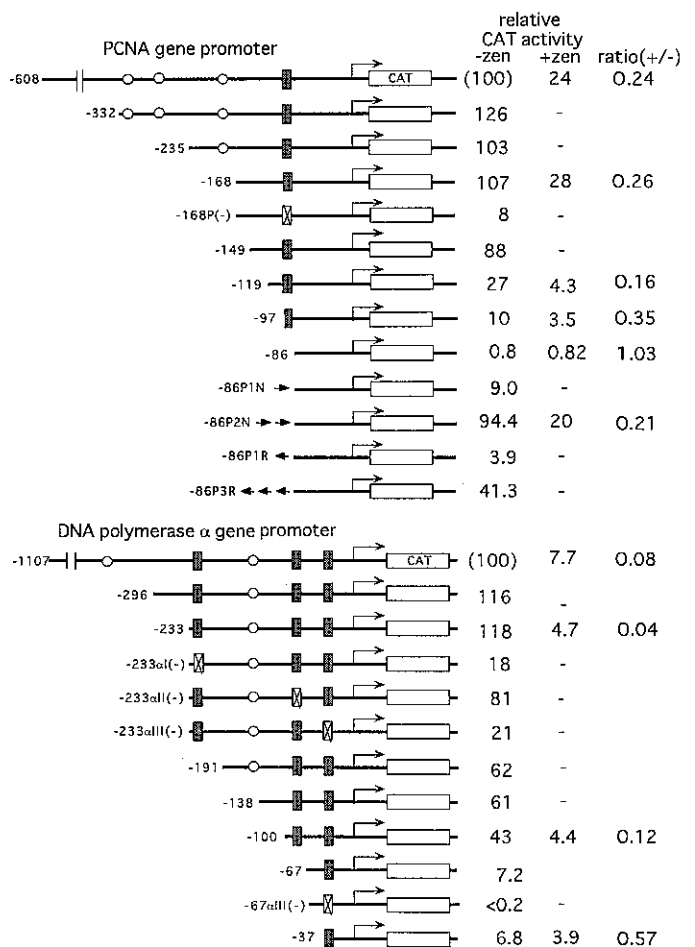 relative
CAT activity
PCNA gene promoter -zen +zen ratio(+/-)
-608 CAT (100) 24 0.24
-332 126 -
-235 103 -
-168 107 28 0.26
-168P(-) 8 -
-149 88 -
-119 27 4.3 0.16
-97 10 3.5 0.35
-86 0.8 0.82 1.03
-86P1N 9.0 -
-86P2N 94.4 20 0.21
-86P1R 3.9 -
-86P3R 41.3 -
DNA polymerase α gene promoter
-1107 CAT (100) 7.7 0.08
-296 116 -
-233 118 4.7 0.04
-233αI(-) 18 -
-233αII(-) 81 -
-233αIII(-) 21 -
-191 62 -
-138 61 -
-100 43 4.4 0.12
-67 7.2
-67αIII(-) <0.2 -
-37 6.8 3.9 0.57